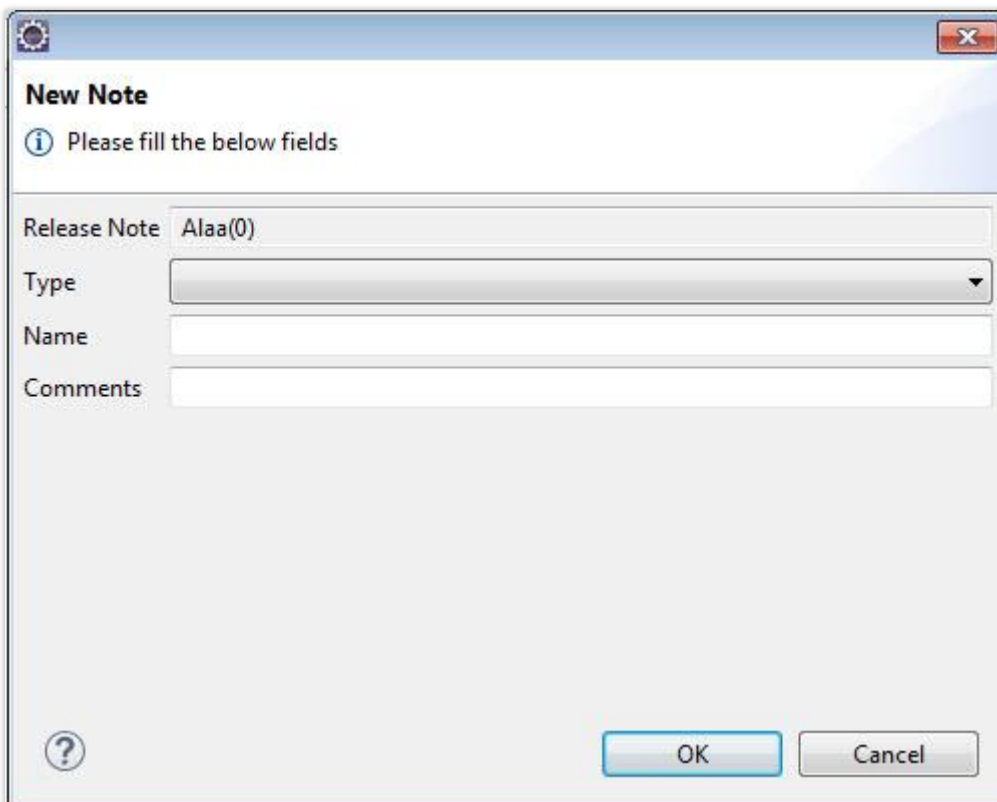 New Note
Please fill the below fields
Release Note Alaa(0)
Type
Name
Comments
OK Cancel